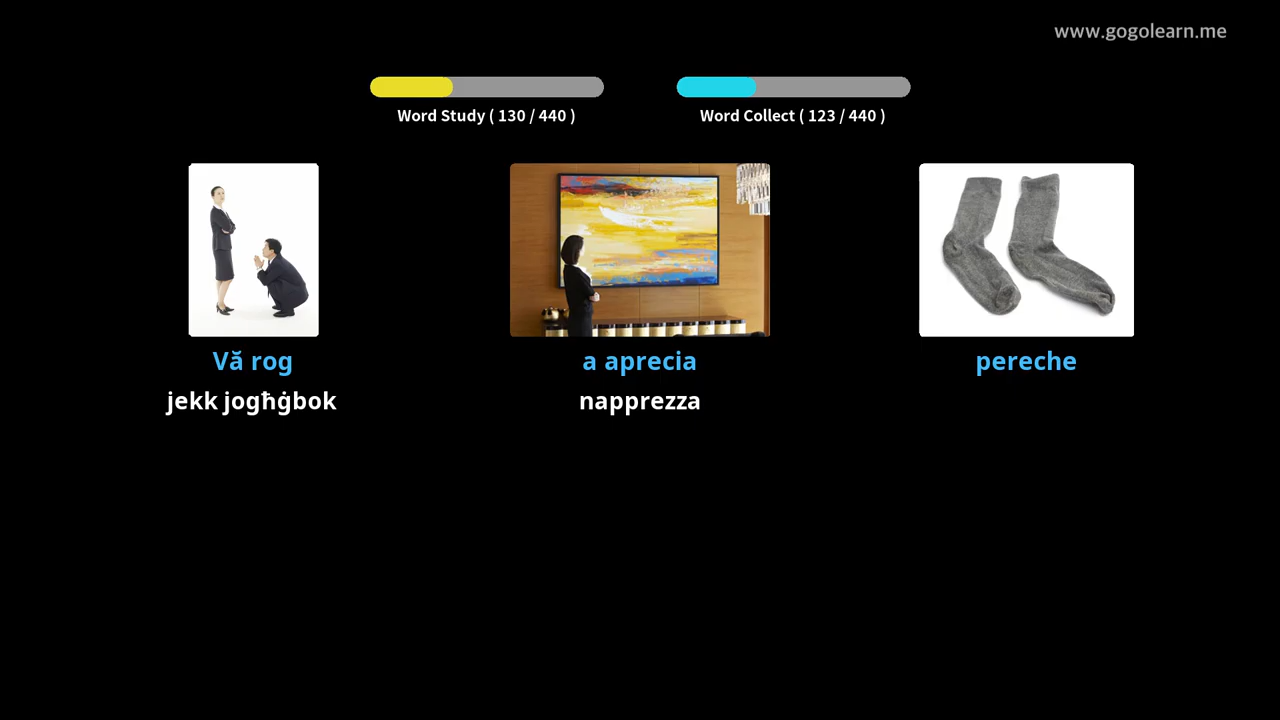 www.gogolearn.me
Word Study ( 130 / 440 )
Word Collect ( 123 / 440 )
Vă rog
a aprecia
pereche
jekk jogħġbok
napprezza